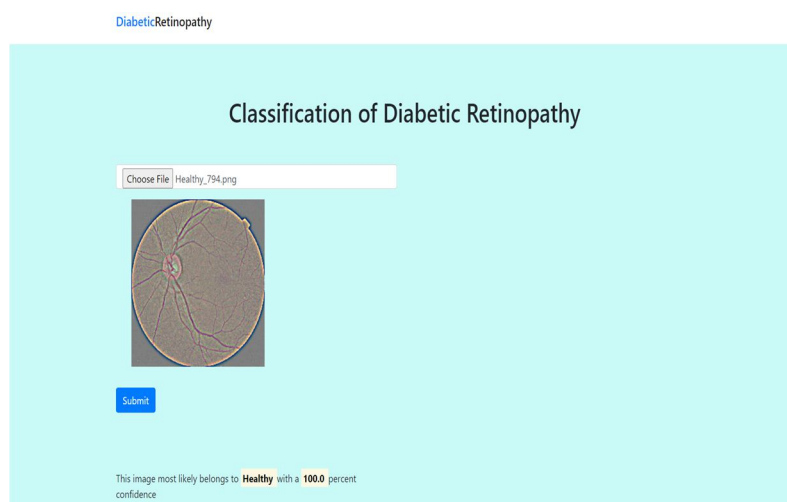 DiabeticRetinopathy
Classification of Diabetic Retinopathy
Choose File Healthy_794.png
Submit
This image most likely belongs to Healthy with a 100.0 percent
confidence